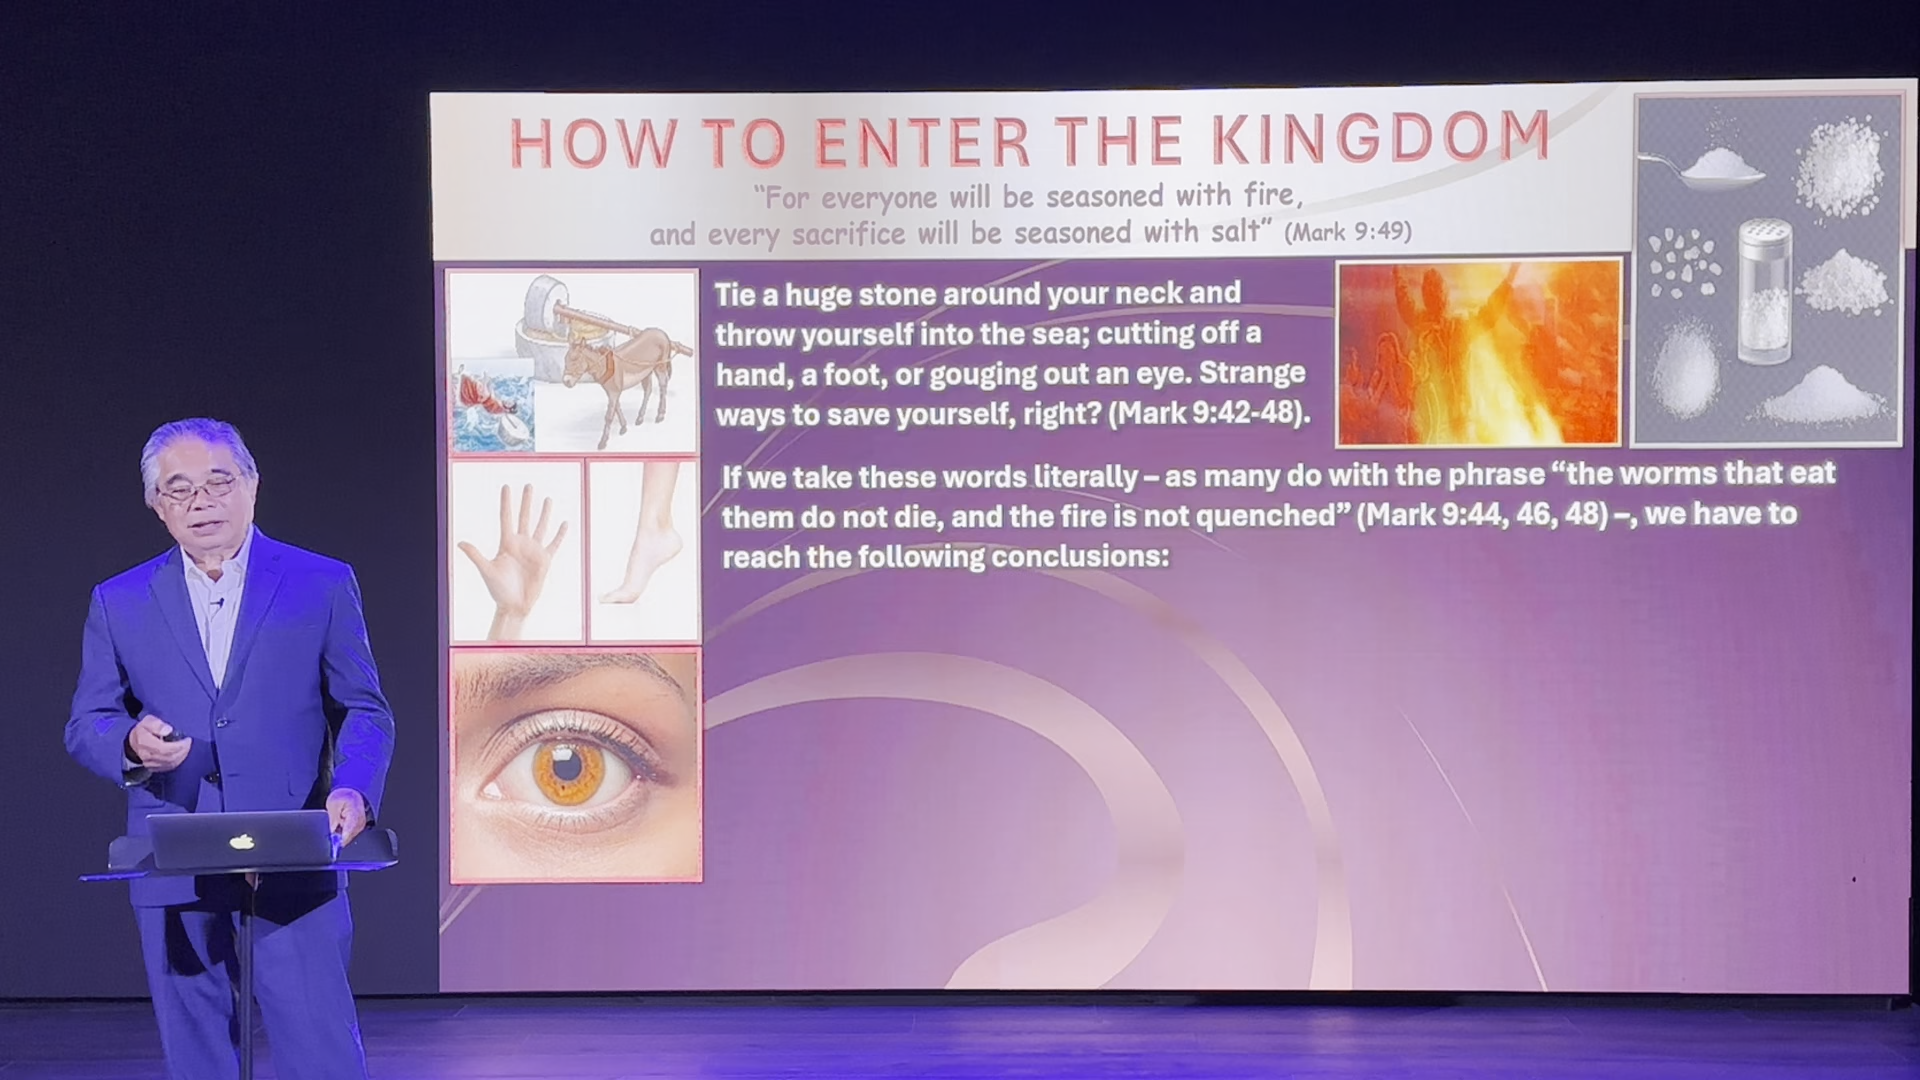 HOW TO ENTER THE KINGDOM
“For everyone will be seasoned with fire,
and every sacrifice will be seasoned with salt” (Mark 9:49)
Tie a huge stone around your neck and
throw yourself into the sea; cutting off a
hand, a foot, or gouging out an eye. Strange
ways to save yourself, right? (Mark 9:42-48).
If we take these words literally – as many do with the phrase “the worms that eat
them do not die, and the fire is not quenched” (Mark 9:44, 46, 48) –, we have to
reach the following conclusions: